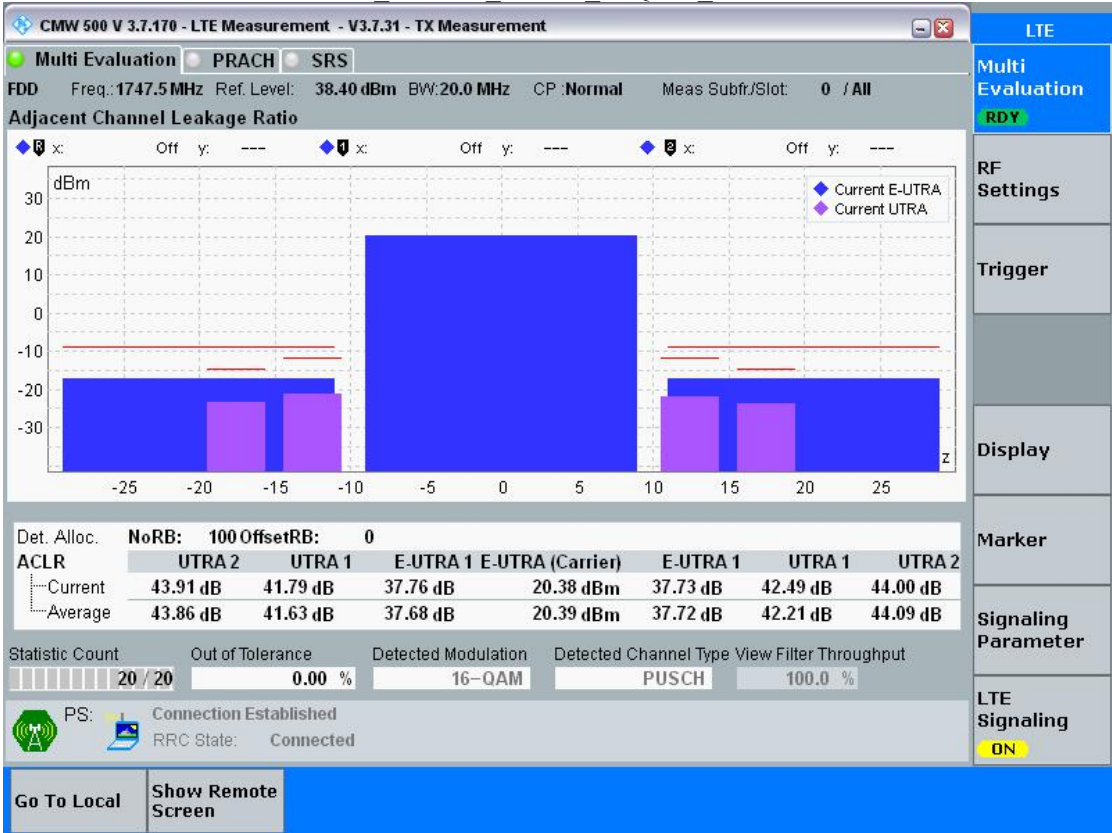 CMW 500 V 3.7.170 - LTE Measurement - V3.7.31 - TX Measurement
LTE
Multi Evaluation PRACH SRS
FDD Freq.:1747.5 MHz Ref. Level: 38.40 dBm BW:20.0 MHz CP :Normal Meas Subfr./Slot: 0 / All
Adjacent Channel Leakage Ratio
R x: Off y: --- 1 x: Off y: --- 2 x: Off y: ---
dBm
Current E-UTRA
Current UTRA
30
20
10
0
-10
-20
-30
z
-25 -20 -15 -10 -5 0 5 10 15 20 25
Det. Alloc. NoRB: 100 OffsetRB: 0
ACLR UTRA 2 UTRA 1 E-UTRA 1 E-UTRA (Carrier) E-UTRA 1 UTRA 1 UTRA 2
Current 43.91 dB 41.79 dB 37.76 dB 20.38 dBm 37.73 dB 42.49 dB 44.00 dB
Average 43.86 dB 41.63 dB 37.68 dB 20.39 dBm 37.72 dB 42.21 dB 44.09 dB
Statistic Count Out of Tolerance Detected Modulation Detected Channel Type View Filter Throughput
20 / 20 0.00 % 16-QAM PUSCH 100.0 %
PS: Connection Established
RRC State: Connected
Multi
Evaluation
RDY
RF
Settings
Trigger
Display
Marker
Signaling
Parameter
LTE
Signaling
ON
Go To Local
Show Remote
Screen